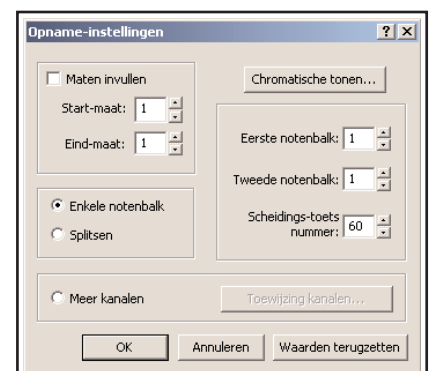 Opname-instellingen
Maten invullen
Start-maat: 1
Eind-maat: 1
Chromatische tonen...
Eerste notenbalk: 1
Tweede notenbalk: 1
Scheidings-toets
nummer: 60
Enkele notenbalk
Splitsen
Meer kanalen
Toewijzing kanalen...
OK
Annuleren
Waarden terugzetten